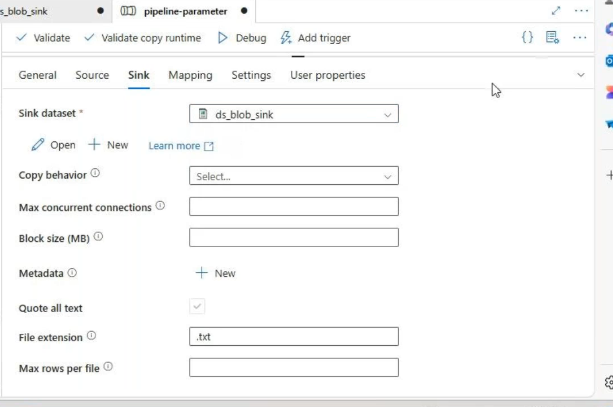 s_blob_sink pipeline-parameter
Validate Validate copy runtime Debug Add trigger
General Source Sink Mapping Settings User properties
Sink dataset * ds_blob_sink
Open New Learn more
Copy behavior Select...
Max concurrent connections
Block size (MB)
Metadata New
Quote all text
File extension .txt
Max rows per file